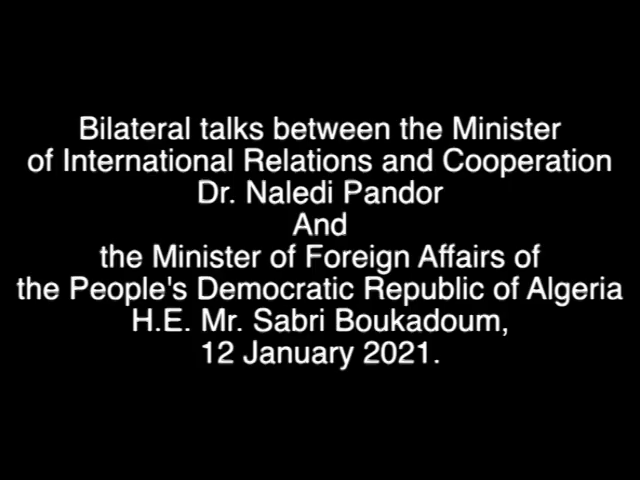 Bilateral talks between the Minister
of International Relations and Cooperation
Dr. Naledi Pandor
And
the Minister of Foreign Affairs of
the People's Democratic Republic of Algeria
H.E. Mr. Sabri Boukadoum,
12 January 2021.